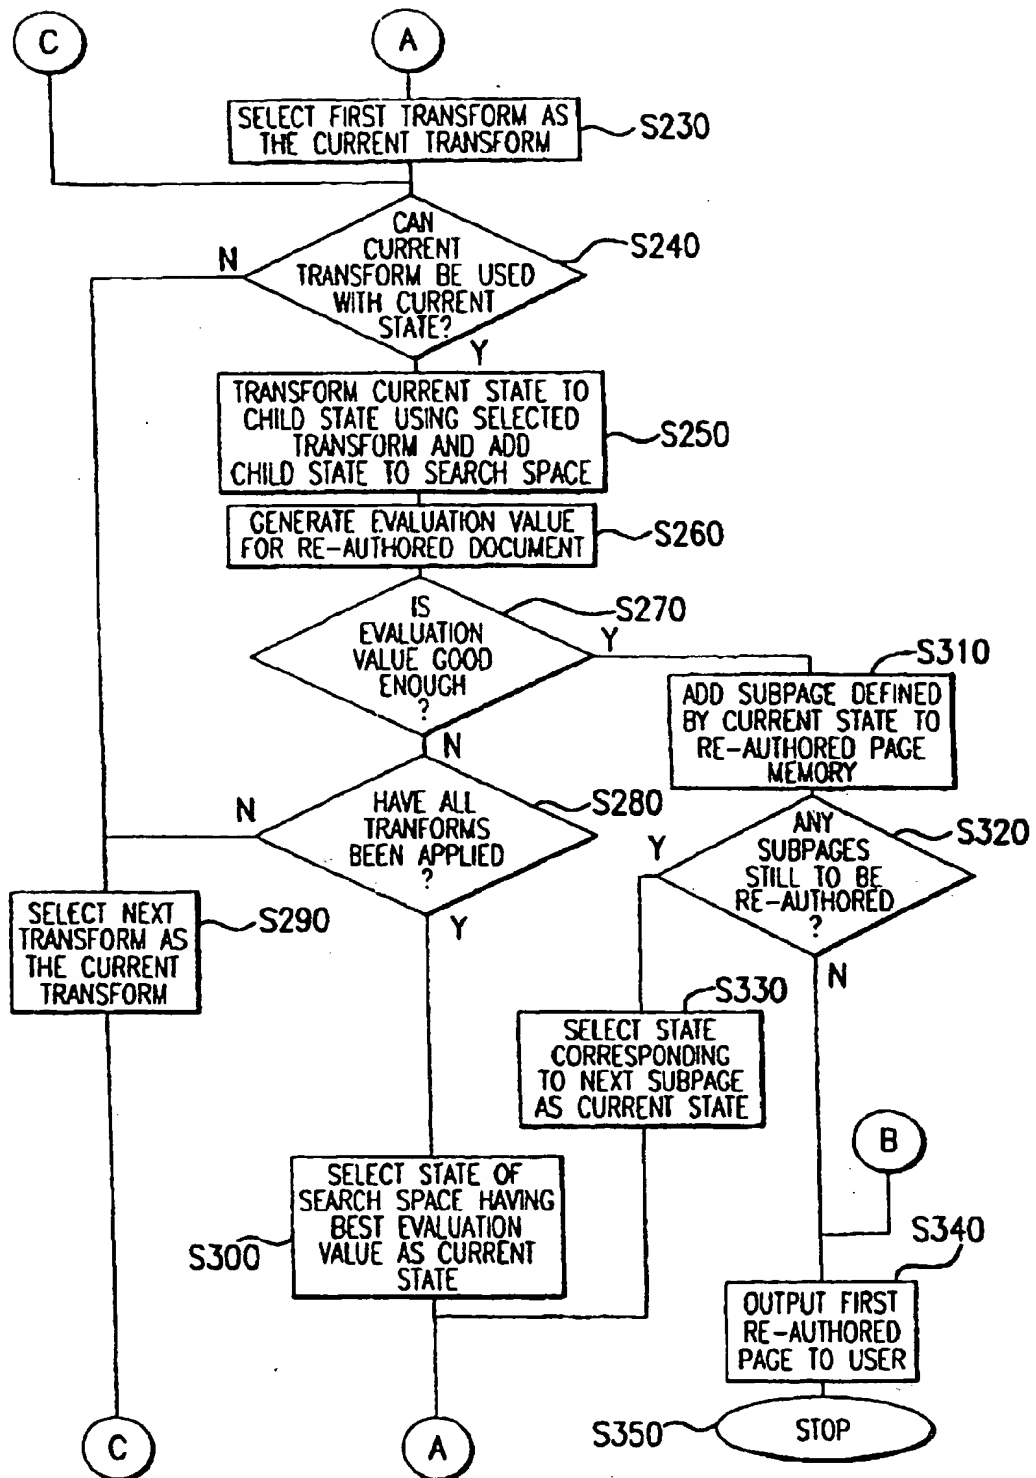 C
A
SELECT FIRST TRANSFORM AS
THE CURRENT TRANSFORM
S230
CAN
CURRENT
TRANSFORM BE USED
WITH CURRENT
STATE?
S240
N
Y
TRANSFORM CURRENT STATE TO
CHILD STATE USING SELECTED
TRANSFORM AND ADD
CHILD STATE TO SEARCH SPACE
S250
GENERATE EVALUATION VALUE
FOR RE-AUTHORED DOCUMENT
S260
IS
EVALUATION
VALUE GOOD
ENOUGH
?
S270
Y
N
S310
ADD SUBPAGE DEFINED
BY CURRENT STATE TO
RE-AUTHORED PAGE
MEMORY
HAVE ALL
TRANFORMS
BEEN APPLIED
?
S280
N
Y
ANY
SUBPAGES
STILL TO BE
RE-AUTHORED
?
S320
Y
N
SELECT NEXT
TRANSFORM AS
THE CURRENT
TRANSFORM
S290
S330
SELECT STATE
CORRESPONDING
TO NEXT SUBPAGE
AS CURRENT STATE
B
SELECT STATE OF
SEARCH SPACE HAVING
BEST EVALUATION
VALUE AS CURRENT
STATE
S300
S340
OUTPUT FIRST
RE-AUTHORED
PAGE TO USER
S350
STOP
C
A